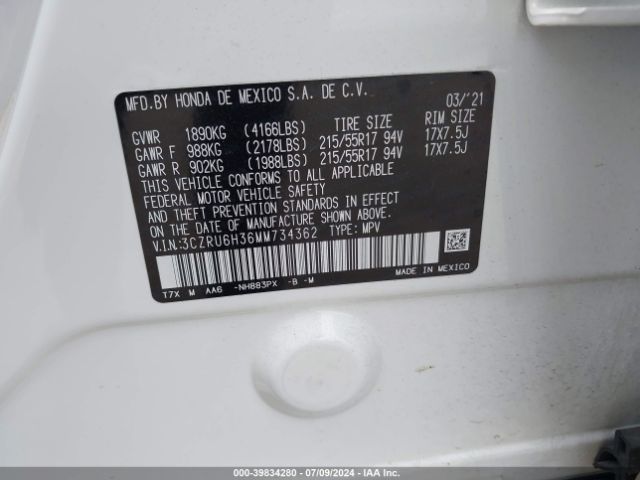 MFD.BY HONDA DE MEXICO S.A. DE C.V. 03/'21
GVWR 1890KG (4166LBS) TIRE SIZE RIM SIZE
GAWR F 988KG (2178LBS) 215/55R17 94V 17X7.5J
GAWR R 902KG (1988LBS) 215/55R17 94V 17X7.5J
THIS VEHICLE CONFORMS TO ALL APPLICABLE
FEDERAL MOTOR VEHICLE SAFETY
AND THEFT PREVENTION STANDARDS IN EFFECT
ON THE DATE OF MANUFACTURE SHOWN ABOVE.
V.I.N:3CZRU6H36MM734362 TYPE: MPV
T7X M AA6 -NH883PX -B -M MADE IN MEXICO
000-39834280 - 07/09/2024 - IAA Inc.